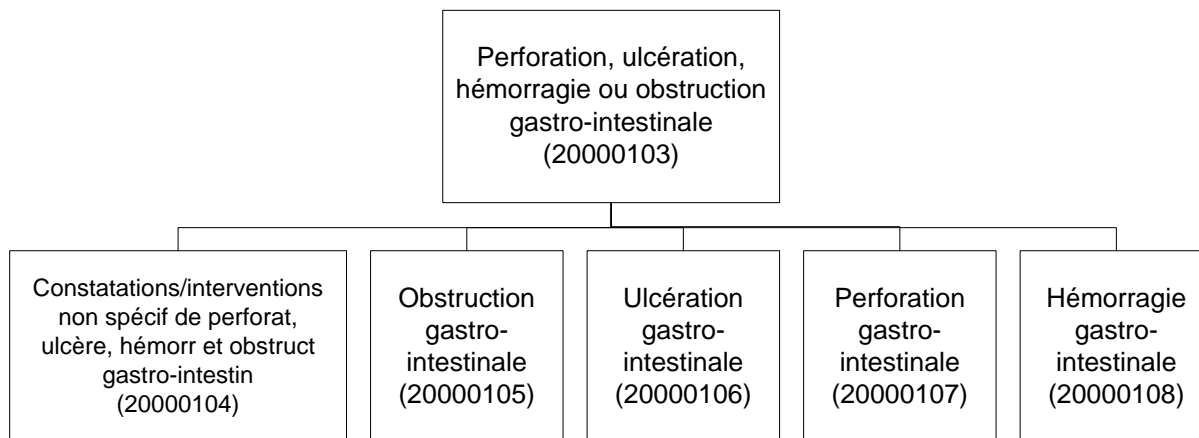 Perforation, ulcération,
hémorragie ou obstruction
gastro-intestinale
(20000103)
Constatations/interventions
non spécif de perforat,
ulcère, hémorr et obstruct
gastro-intestin
(20000104)
Obstruction
gastro-
intestinale
(20000105)
Ulcération
gastro-
intestinale
(20000106)
Perforation
gastro-
intestinale
(20000107)
Hémorragie
gastro-
intestinale
(20000108)